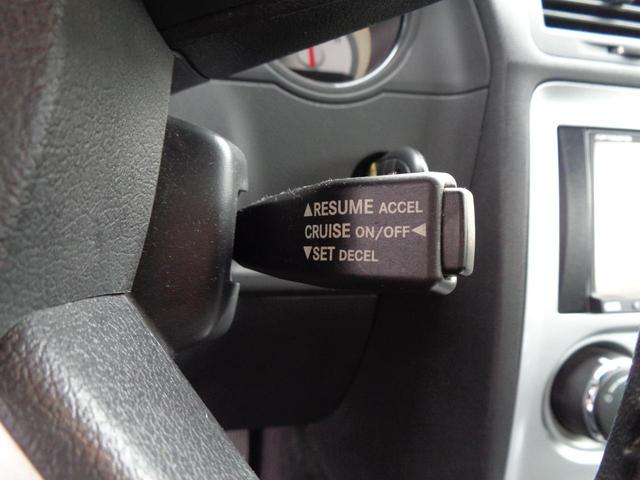 ▲RESUME ACCEL
CRUISE ON/OFF◀
▼SET DECEL